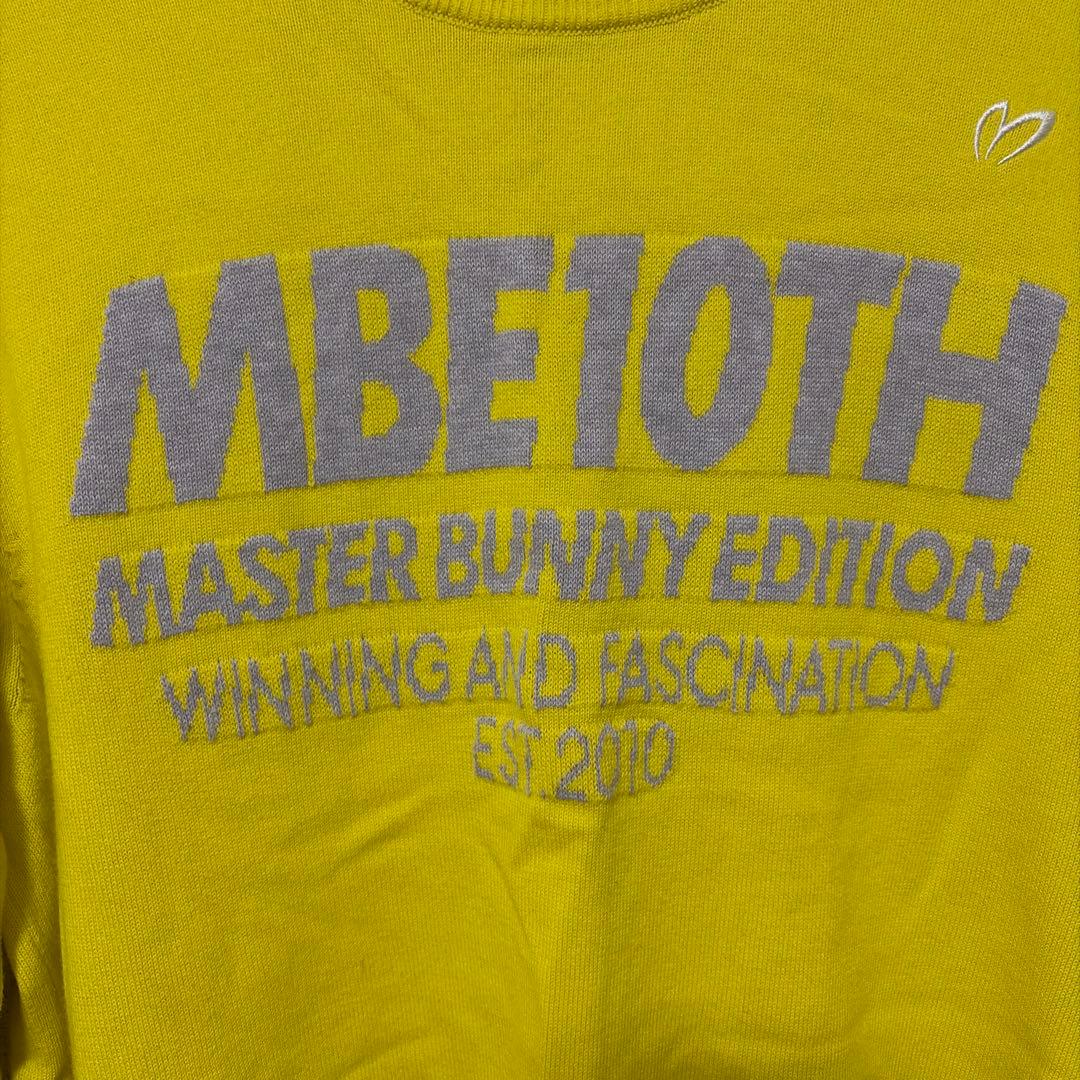 MBE10TH
MASTER BUNNY EDITION
WINNING AND FASCINATION
EST.2010